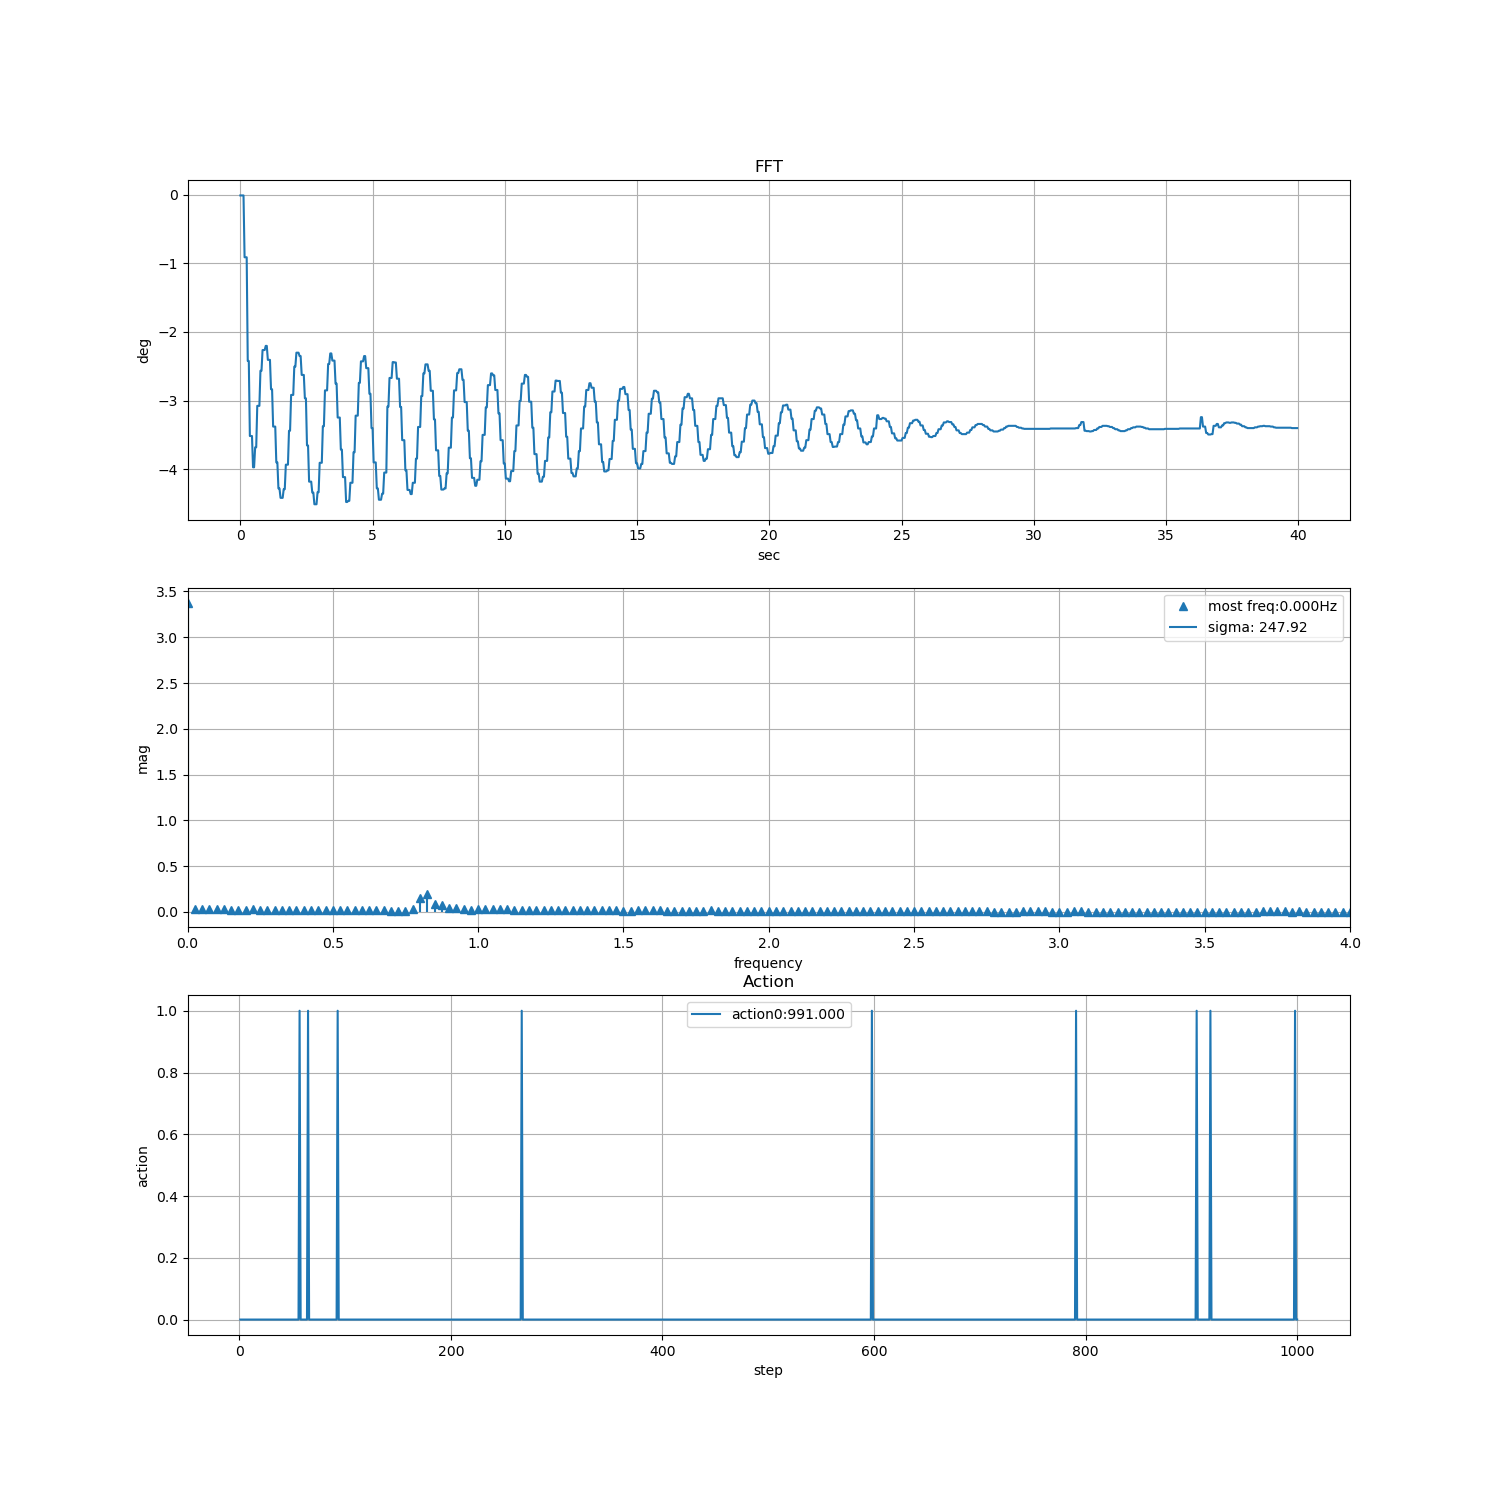 FFT
0
−1
−2
−3
−4
deg
0 5 10 15 20 25 30 35 40
sec
3.5
3.0
2.5
2.0
1.5
1.0
0.5
0.0
mag
most freq:0.000Hz
sigma: 247.92
0.0 0.5 1.0 1.5 2.0 2.5 3.0 3.5 4.0
frequency
Action
1.0
0.8
0.6
0.4
0.2
0.0
action
action0:991.000
0 200 400 600 800 1000
step